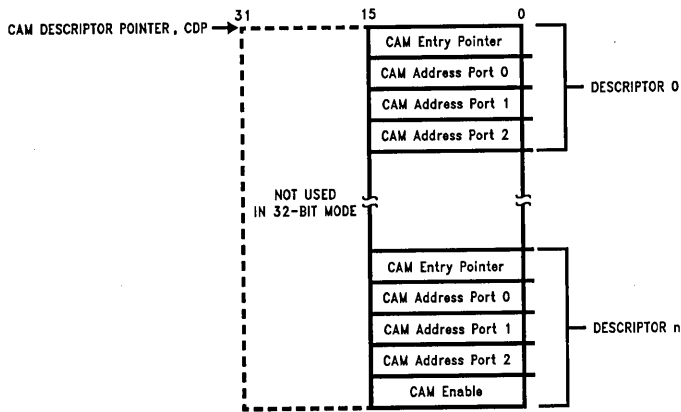 31 15 0
CAM DESCRIPTOR POINTER, CDP
CAM Entry Pointer
CAM Address Port 0
CAM Address Port 1
CAM Address Port 2
DESCRIPTOR 0
NOT USED
IN 32-BIT MODE
CAM Entry Pointer
CAM Address Port 0
CAM Address Port 1
CAM Address Port 2
CAM Enable
DESCRIPTOR n